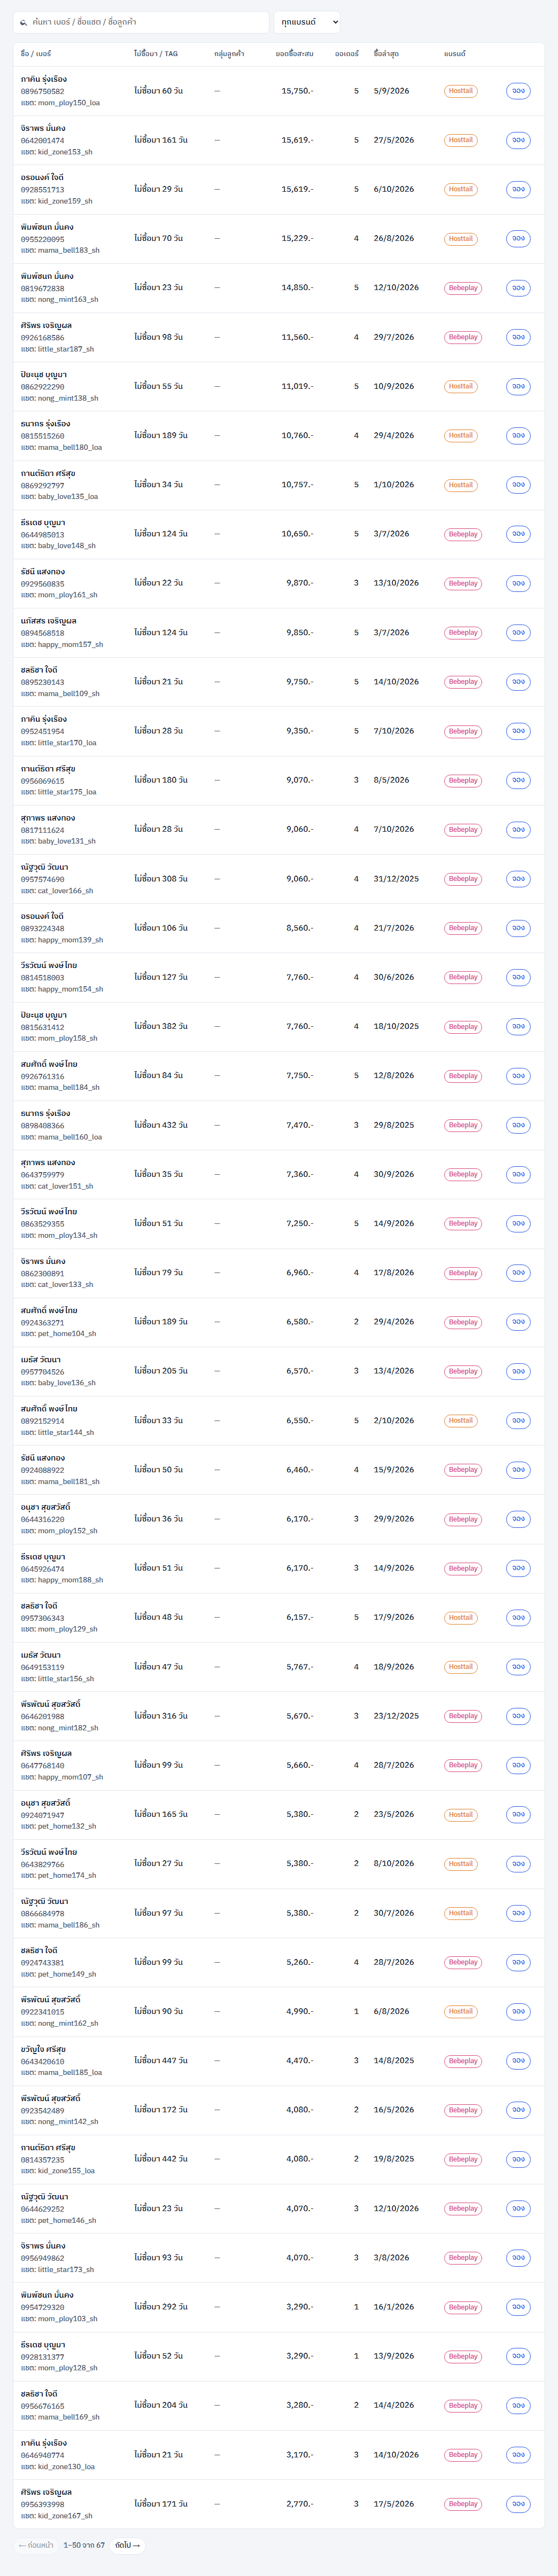 ค้นหา เบอร์ / ชื่อแชต / ชื่อลูกค้า ทุกแบรนด์
ชื่อ / เบอร์ ไม่ซื้อมา / TAG กลุ่มลูกค้า ยอดซื้อสะสม ออเดอร์ ซื้อล่าสุด แบรนด์
ภาคิน รุ่งเรือง
0896750582
แชต: mom_ploy150_loa
ไม่ซื้อมา 60 วัน — 15,750.- 5 5/9/2026 Hosttail จอง
จิราพร มั่นคง
0642001474
แชต: kid_zone153_sh
ไม่ซื้อมา 161 วัน — 15,619.- 5 27/5/2026 Hosttail จอง
อรอนงค์ ใจดี
0928551713
แชต: kid_zone159_sh
ไม่ซื้อมา 29 วัน — 15,619.- 5 6/10/2026 Hosttail จอง
พิมพ์ชนก มั่นคง
0955220095
แชต: mama_bell183_sh
ไม่ซื้อมา 70 วัน — 15,229.- 4 26/8/2026 Hosttail จอง
พิมพ์ชนก มั่นคง
0819672838
แชต: nong_mint163_sh
ไม่ซื้อมา 23 วัน — 14,850.- 5 12/10/2026 Bebeplay จอง
ศิริพร เจริญผล
0926168586
แชต: little_star187_sh
ไม่ซื้อมา 98 วัน — 11,560.- 4 29/7/2026 Bebeplay จอง
ปิยะนุช บุญมา
0862922290
แชต: nong_mint138_sh
ไม่ซื้อมา 55 วัน — 11,019.- 5 10/9/2026 Hosttail จอง
ธนากร รุ่งเรือง
0815515260
แชต: mama_bell180_loa
ไม่ซื้อมา 189 วัน — 10,760.- 4 29/4/2026 Hosttail จอง
กานต์ธิดา ศรีสุข
0869292797
แชต: baby_love135_loa
ไม่ซื้อมา 34 วัน — 10,757.- 5 1/10/2026 Hosttail จอง
ธีรเดช บุญมา
0644985013
แชต: baby_love148_sh
ไม่ซื้อมา 124 วัน — 10,650.- 5 3/7/2026 Bebeplay จอง
รัชนี แสงทอง
0929560835
แชต: mom_ploy161_sh
ไม่ซื้อมา 22 วัน — 9,870.- 3 13/10/2026 Bebeplay จอง
นภัสสร เจริญผล
0894568518
แชต: happy_mom157_sh
ไม่ซื้อมา 124 วัน — 9,850.- 5 3/7/2026 Bebeplay จอง
ชลธิชา ใจดี
0895230143
แชต: mama_bell109_sh
ไม่ซื้อมา 21 วัน — 9,750.- 5 14/10/2026 Bebeplay จอง
ภาคิน รุ่งเรือง
0952451954
แชต: little_star170_loa
ไม่ซื้อมา 28 วัน — 9,350.- 5 7/10/2026 Bebeplay จอง
กานต์ธิดา ศรีสุข
0956069615
แชต: little_star175_loa
ไม่ซื้อมา 180 วัน — 9,070.- 3 8/5/2026 Bebeplay จอง
สุภาพร แสงทอง
0817111624
แชต: baby_love131_sh
ไม่ซื้อมา 28 วัน — 9,060.- 4 7/10/2026 Bebeplay จอง
ณัฐวุฒิ วัฒนา
0957574690
แชต: cat_lover166_sh
ไม่ซื้อมา 308 วัน — 9,060.- 4 31/12/2025 Bebeplay จอง
อรอนงค์ ใจดี
0893224348
แชต: happy_mom139_sh
ไม่ซื้อมา 106 วัน — 8,560.- 4 21/7/2026 Bebeplay จอง
วีรวัฒน์ พงษ์ไทย
0814518003
แชต: happy_mom154_sh
ไม่ซื้อมา 127 วัน — 7,760.- 4 30/6/2026 Bebeplay จอง
ปิยะนุช บุญมา
0815631412
แชต: mom_ploy158_sh
ไม่ซื้อมา 382 วัน — 7,760.- 4 18/10/2025 Bebeplay จอง
สมศักดิ์ พงษ์ไทย
0926761316
แชต: mama_bell184_sh
ไม่ซื้อมา 84 วัน — 7,750.- 5 12/8/2026 Bebeplay จอง
ธนากร รุ่งเรือง
0898408366
แชต: mama_bell160_loa
ไม่ซื้อมา 432 วัน — 7,470.- 3 29/8/2025 Bebeplay จอง
สุภาพร แสงทอง
0643759979
แชต: cat_lover151_sh
ไม่ซื้อมา 35 วัน — 7,360.- 4 30/9/2026 Bebeplay จอง
วีรวัฒน์ พงษ์ไทย
0863529355
แชต: mom_ploy134_sh
ไม่ซื้อมา 51 วัน — 7,250.- 5 14/9/2026 Bebeplay จอง
จิราพร มั่นคง
0862300891
แชต: cat_lover133_sh
ไม่ซื้อมา 79 วัน — 6,960.- 4 17/8/2026 Bebeplay จอง
สมศักดิ์ พงษ์ไทย
0924363271
แชต: pet_home104_sh
ไม่ซื้อมา 189 วัน — 6,580.- 2 29/4/2026 Bebeplay จอง
เมธัส วัฒนา
0957704526
แชต: baby_love136_sh
ไม่ซื้อมา 205 วัน — 6,570.- 3 13/4/2026 Bebeplay จอง
สมศักดิ์ พงษ์ไทย
0892152914
แชต: little_star144_sh
ไม่ซื้อมา 33 วัน — 6,550.- 5 2/10/2026 Hosttail จอง
รัชนี แสงทอง
0924088922
แชต: mama_bell181_sh
ไม่ซื้อมา 50 วัน — 6,460.- 4 15/9/2026 Bebeplay จอง
อนุชา สุขสวัสดิ์
0644316220
แชต: mom_ploy152_sh
ไม่ซื้อมา 36 วัน — 6,170.- 3 29/9/2026 Bebeplay จอง
ธีรเดช บุญมา
0645926474
แชต: happy_mom188_sh
ไม่ซื้อมา 51 วัน — 6,170.- 3 14/9/2026 Bebeplay จอง
ชลธิชา ใจดี
0957306343
แชต: mom_ploy129_sh
ไม่ซื้อมา 48 วัน — 6,157.- 5 17/9/2026 Hosttail จอง
เมธัส วัฒนา
0649153119
แชต: little_star156_sh
ไม่ซื้อมา 47 วัน — 5,767.- 4 18/9/2026 Hosttail จอง
พีรพัฒน์ สุขสวัสดิ์
0646201988
แชต: nong_mint182_sh
ไม่ซื้อมา 316 วัน — 5,670.- 3 23/12/2025 Bebeplay จอง
ศิริพร เจริญผล
0647768140
แชต: happy_mom107_sh
ไม่ซื้อมา 99 วัน — 5,660.- 4 28/7/2026 Bebeplay จอง
อนุชา สุขสวัสดิ์
0924071947
แชต: pet_home132_sh
ไม่ซื้อมา 165 วัน — 5,380.- 2 23/5/2026 Hosttail จอง
วีรวัฒน์ พงษ์ไทย
0643829766
แชต: pet_home174_sh
ไม่ซื้อมา 27 วัน — 5,380.- 2 8/10/2026 Hosttail จอง
ณัฐวุฒิ วัฒนา
0866684978
แชต: mama_bell186_sh
ไม่ซื้อมา 97 วัน — 5,380.- 2 30/7/2026 Hosttail จอง
ชลธิชา ใจดี
0924743381
แชต: pet_home149_sh
ไม่ซื้อมา 99 วัน — 5,260.- 4 28/7/2026 Bebeplay จอง
พีรพัฒน์ สุขสวัสดิ์
0922341015
แชต: nong_mint162_sh
ไม่ซื้อมา 90 วัน — 4,990.- 1 6/8/2026 Hosttail จอง
ขวัญใจ ศรีสุข
0643420610
แชต: mama_bell185_loa
ไม่ซื้อมา 447 วัน — 4,470.- 3 14/8/2025 Bebeplay จอง
พีรพัฒน์ สุขสวัสดิ์
0923542489
แชต: nong_mint142_sh
ไม่ซื้อมา 172 วัน — 4,080.- 2 16/5/2026 Bebeplay จอง
กานต์ธิดา ศรีสุข
0814357235
แชต: kid_zone155_loa
ไม่ซื้อมา 442 วัน — 4,080.- 2 19/8/2025 Bebeplay จอง
ณัฐวุฒิ วัฒนา
0644629252
แชต: pet_home146_sh
ไม่ซื้อมา 23 วัน — 4,070.- 3 12/10/2026 Bebeplay จอง
จิราพร มั่นคง
0956949862
แชต: little_star173_sh
ไม่ซื้อมา 93 วัน — 4,070.- 3 3/8/2026 Bebeplay จอง
พิมพ์ชนก มั่นคง
0954729320
แชต: mom_ploy103_sh
ไม่ซื้อมา 292 วัน — 3,290.- 1 16/1/2026 Bebeplay จอง
ธีรเดช บุญมา
0928131377
แชต: mom_ploy128_sh
ไม่ซื้อมา 52 วัน — 3,290.- 1 13/9/2026 Bebeplay จอง
ชลธิชา ใจดี
0956676165
แชต: mama_bell169_sh
ไม่ซื้อมา 204 วัน — 3,280.- 2 14/4/2026 Bebeplay จอง
ภาคิน รุ่งเรือง
0646940774
แชต: kid_zone130_loa
ไม่ซื้อมา 21 วัน — 3,170.- 3 14/10/2026 Bebeplay จอง
ศิริพร เจริญผล
0956393998
แชต: kid_zone167_sh
ไม่ซื้อมา 171 วัน — 2,770.- 3 17/5/2026 Bebeplay จอง
← ก่อนหน้า 1–50 จาก 67 ถัดไป →